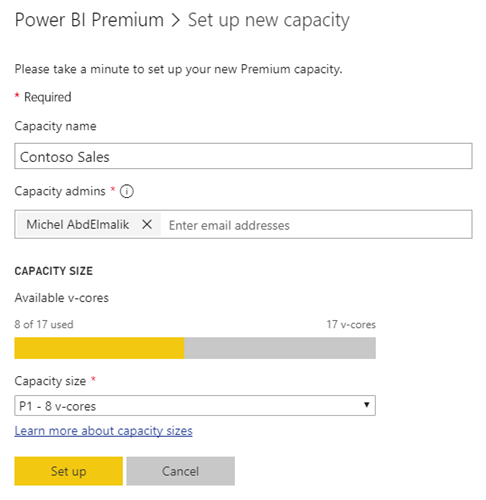 Power BI Premium > Set up new capacity
Please take a minute to set up your new Premium capacity.
* Required
Capacity name
Contoso Sales
Capacity admins *
Michel AbdElmalik Enter email addresses
CAPACITY SIZE
Available v-cores
8 of 17 used 17 v-cores
Capacity size *
P1 - 8 v-cores
Learn more about capacity sizes
Set up Cancel